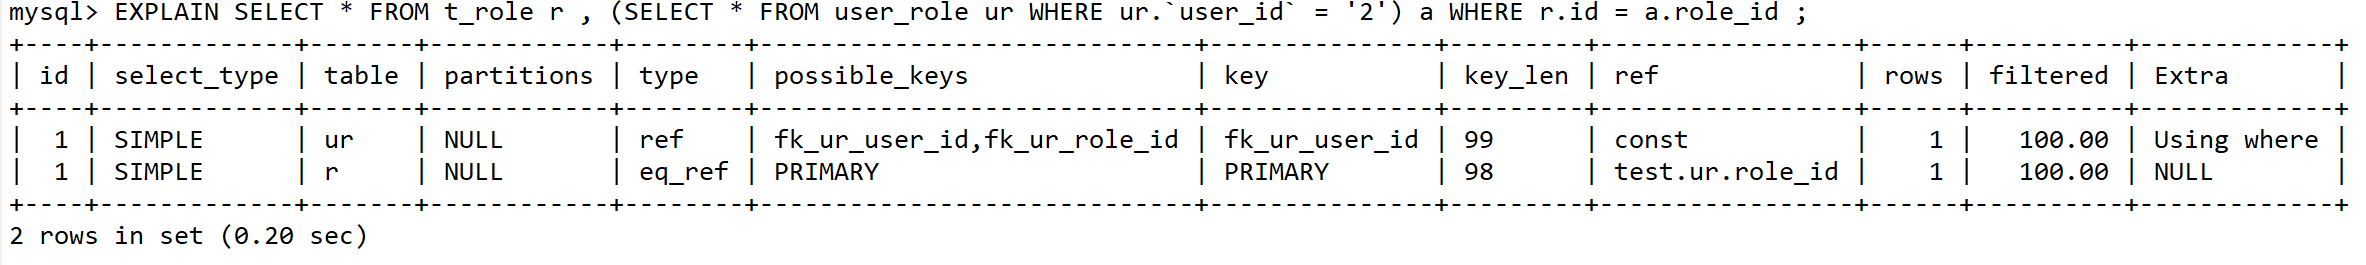 mysql> EXPLAIN SELECT * FROM t_role r , (SELECT * FROM user_role ur WHERE ur.`user_id` = '2') a WHERE r.id = a.role_id ;
+----+-------------+-------+------------+--------+-----------------------------+---------------+---------+-----------------+------+----------+-------------+
| id | select_type | table | partitions | type   | possible_keys               | key           | key_len | ref             | rows | filtered | Extra       |
+----+-------------+-------+------------+--------+-----------------------------+---------------+---------+-----------------+------+----------+-------------+
|  1 | SIMPLE      | ur    | NULL       | ref    | fk_ur_user_id,fk_ur_role_id | fk_ur_user_id | 99      | const           |    1 |   100.00 | Using where |
|  1 | SIMPLE      | r     | NULL       | eq_ref | PRIMARY                     | PRIMARY       | 98      | test.ur.role_id |    1 |   100.00 | NULL        |
+----+-------------+-------+------------+--------+-----------------------------+---------------+---------+-----------------+------+----------+-------------+
2 rows in set (0.20 sec)